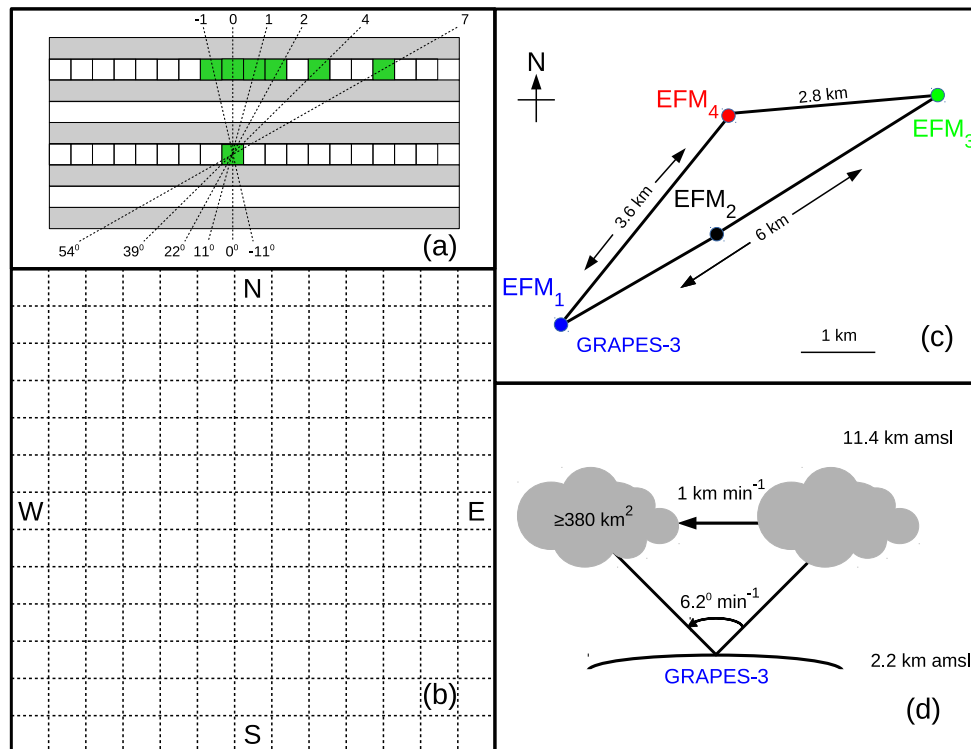 -1 0 1 2 4 7
54⁰ 39⁰ 22⁰ 11⁰ 0⁰ -11⁰
(a)
N
W E
S
(b)
N
2.8 km
EFM₄
EFM₃
3.6 km
EFM₂
6 km
EFM₁
GRAPES-3
1 km
(c)
11.4 km amsl
1 km min⁻¹
≥380 km²
6.2⁰ min⁻¹
2.2 km amsl
GRAPES-3
(d)